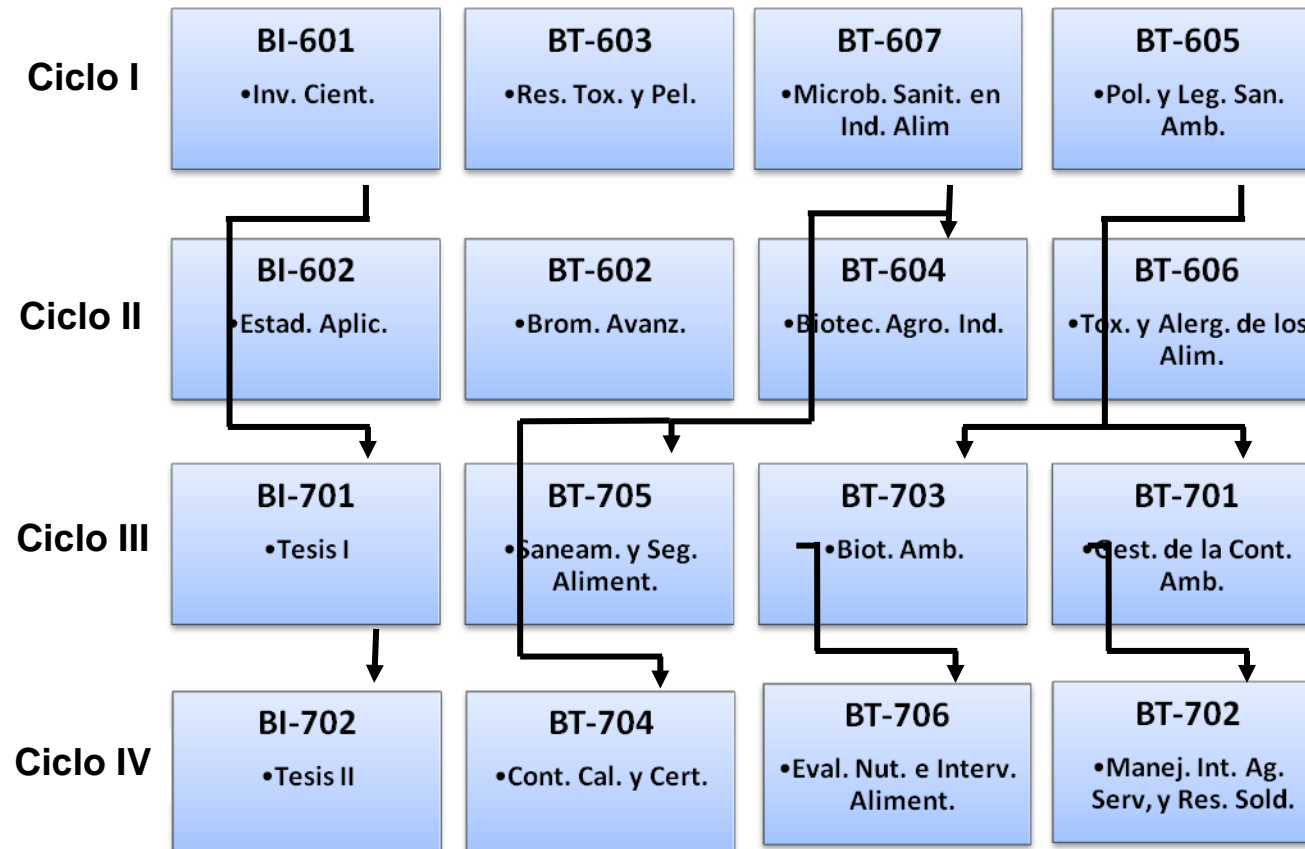 Ciclo I
BI-601
•Inv. Cient.
BT-603
•Res. Tox. y Pel.
BT-607
•Microb. Sanit. en
Ind. Alim
BT-605
•Pol. y Leg. San.
Amb.
Ciclo II
BI-602
•Estad. Aplic.
BT-602
•Brom. Avanz.
BT-604
•Biotec. Agro. Ind.
BT-606
•Tox. y Alerg. de los
Alim.
Ciclo III
BI-701
•Tesis I
BT-705
•Saneam. y Seg.
Aliment.
BT-703
•Biot. Amb.
BT-701
•Gest. de la Cont.
Amb.
Ciclo IV
BI-702
•Tesis II
BT-704
•Cont. Cal. y Cert.
BT-706
•Eval. Nut. e Interv.
Aliment.
BT-702
•Manej. Int. Ag.
Serv, y Res. Sold.